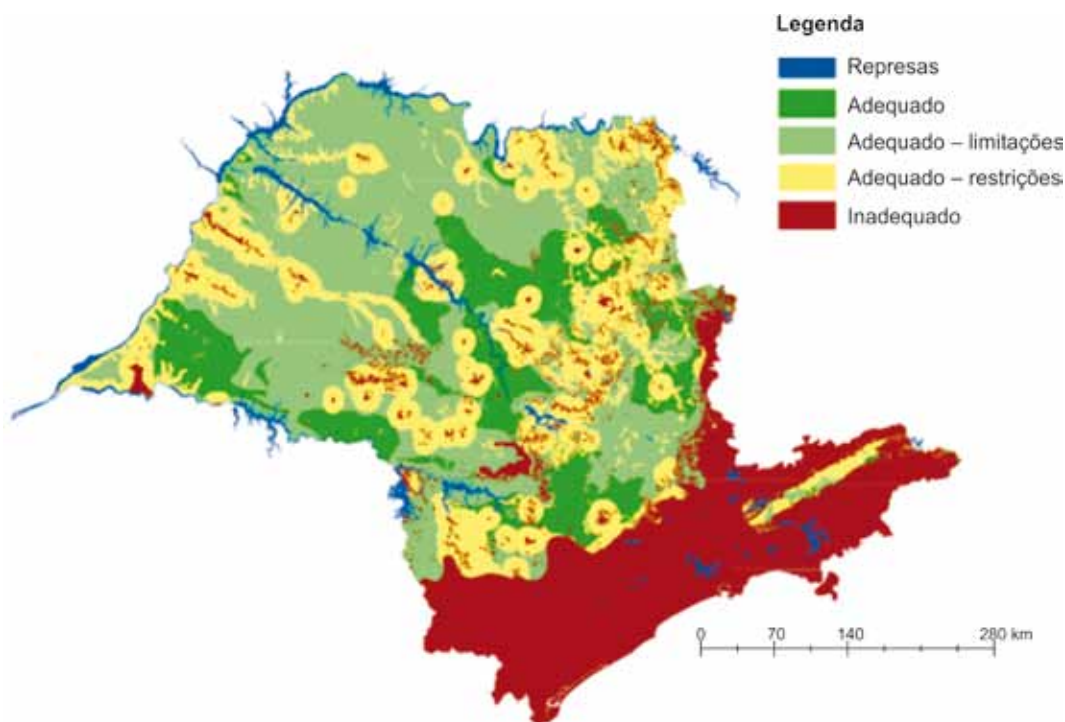 Legenda
Represas
Adequado
Adequado – limitações
Adequado – restrições
Inadequado
0 70 140 280 km